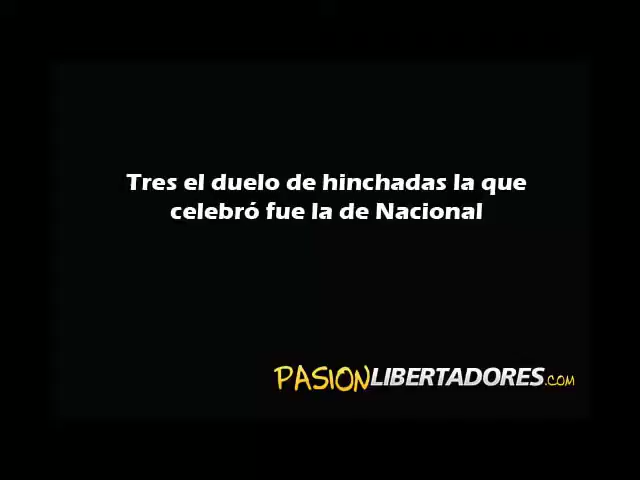 Tres el duelo de hinchadas la que
celebró fue la de Nacional
PASIONLIBERTADORES.COM